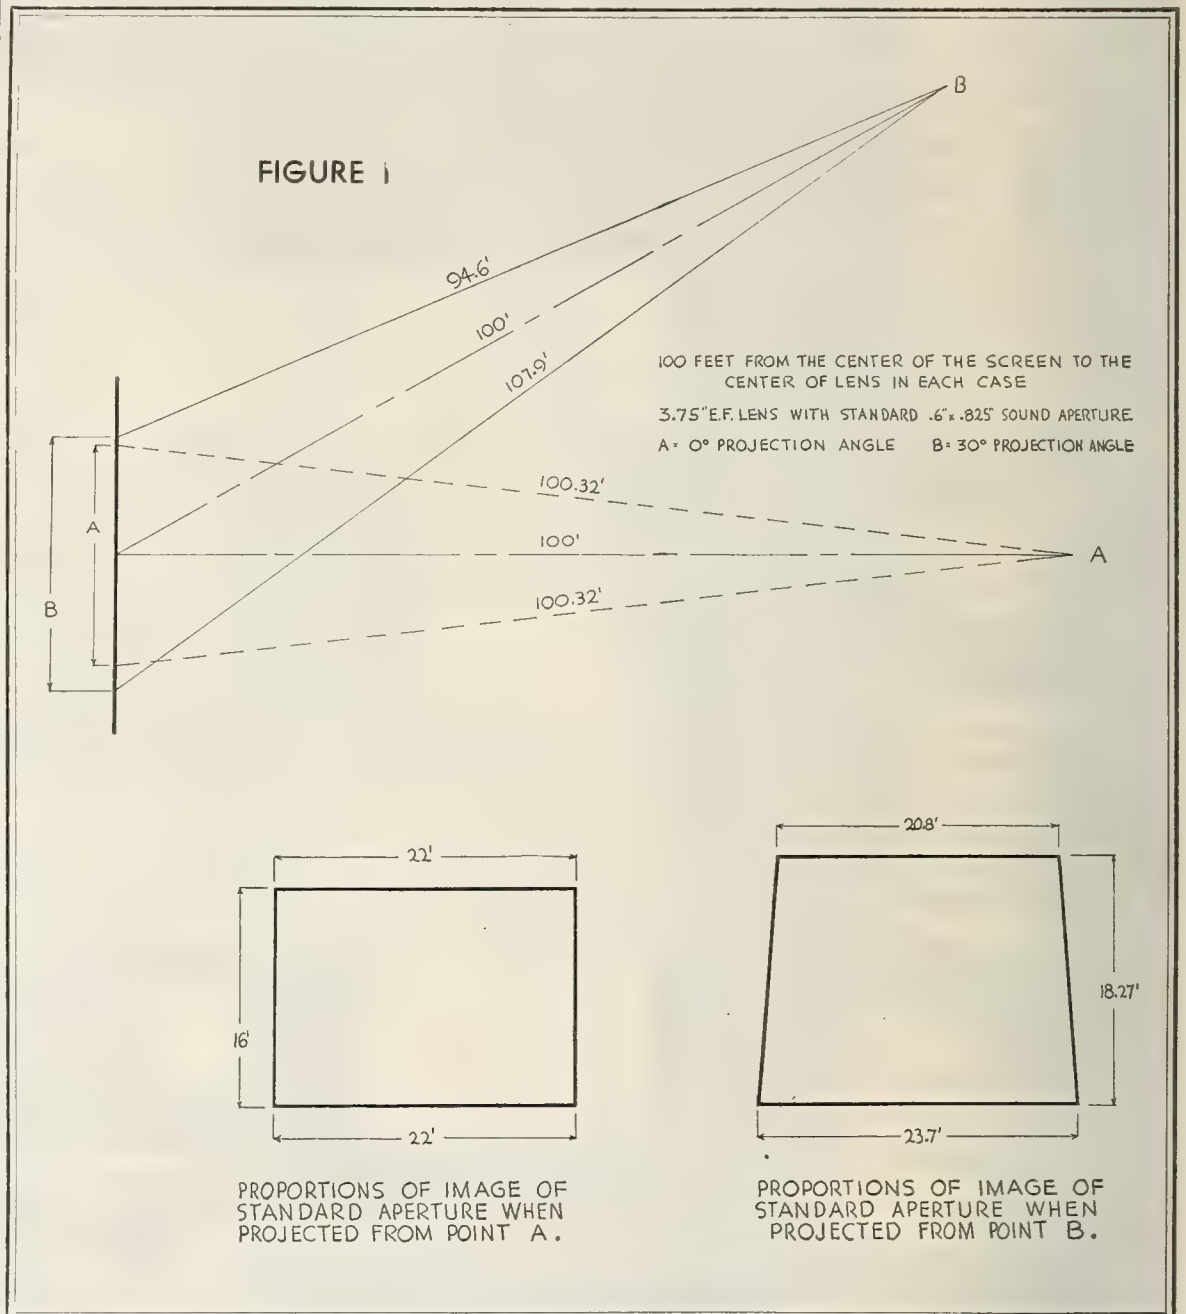 FIGURE 1
B
94.6'
100'
107.9'
100 FEET FROM THE CENTER OF THE SCREEN TO THE
CENTER OF LENS IN EACH CASE
3.75" E.F. LENS WITH STANDARD .6" x .825" SOUND APERTURE
A = 0° PROJECTION ANGLE B = 30° PROJECTION ANGLE
100.32'
A
100'
A
B
100.32'
22'
16'
22'
PROPORTIONS OF IMAGE OF
STANDARD APERTURE WHEN
PROJECTED FROM POINT A.
20.8'
18.27'
23.7'
PROPORTIONS OF IMAGE OF
STANDARD APERTURE WHEN
PROJECTED FROM POINT B.